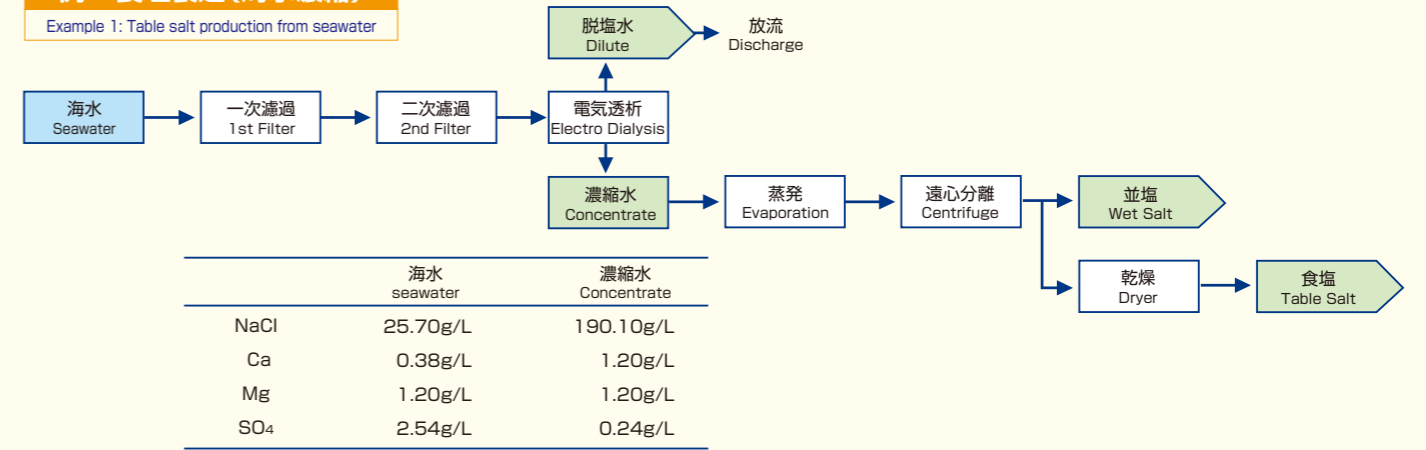 Example 1: Table salt production from seawater
脱塩水
Dilute
放流
Discharge
海水
Seawater
一次濾過
1st Filter
二次濾過
2nd Filter
電気透析
Electro Dialysis
濃縮水
Concentrate
蒸発
Evaporation
遠心分離
Centrifuge
並塩
Wet Salt
乾燥
Dryer
食塩
Table Salt
海水 濃縮水
seawater Concentrate
NaCl 25.70g/L 190.10g/L
Ca 0.38g/L 1.20g/L
Mg 1.20g/L 1.20g/L
SO4 2.54g/L 0.24g/L